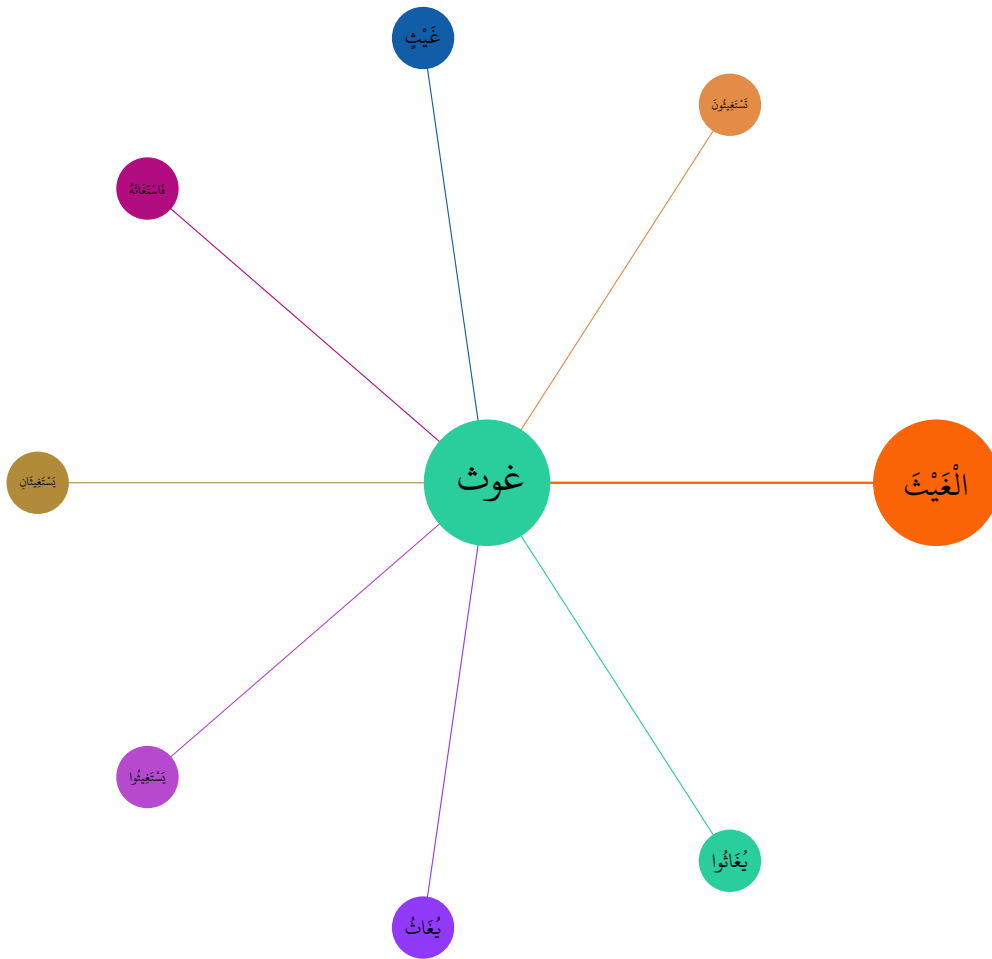 غَيْثٍ
تَسْتَغِيثُونَ
فَاسْتَغَاثَهُ
يَسْتَغِيثَانِ
غوث
الْغَيْثَ
يَسْتَغِيثُوا
يُغَاثُوا
يُغَاثُ